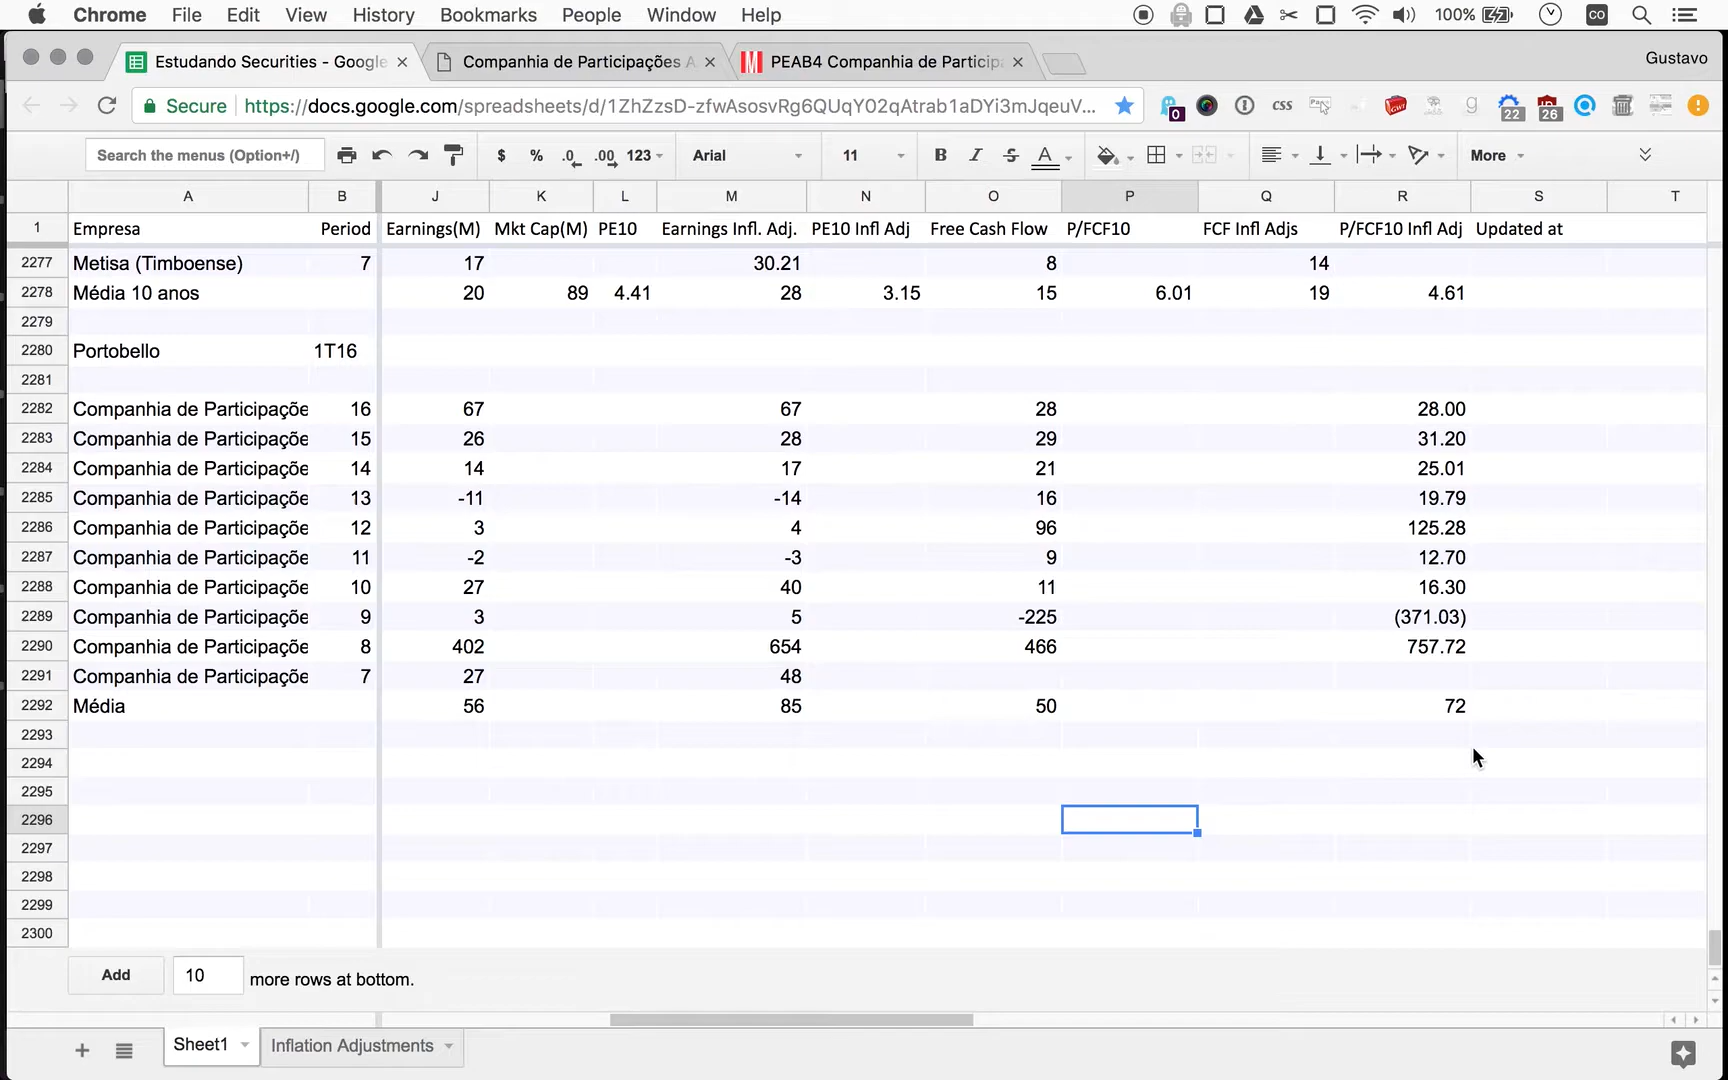 Chrome File Edit View History Bookmarks People Window Help 100% CO
Estudando Securities - Google Companhia de Participações A PEAB4 Companhia de Particip Gustavo
Secure https://docs.google.com/spreadsheets/d/1ZhZzsD-zfwAsosvRg6QUqY02qAtrab1aDYi3mJqeuV... 0 css g 22 26
Search the menus (Option+/) $ % .0 .00 123 Arial 11 B I S A More
A B J K L M N O P Q R S T
1 Empresa Period Earnings(M) Mkt Cap(M) PE10 Earnings Infl. Adj. PE10 Infl Adj Free Cash Flow P/FCF10 FCF Infl Adjs P/FCF10 Infl Adj Updated at
2277 Metisa (Timboense) 7 17 30.21 8 14
2278 Média 10 anos 20 89 4.41 28 3.15 15 6.01 19 4.61
2279
2280 Portobello 1T16
2281
2282 Companhia de Participaçõe 16 67 67 28 28.00
2283 Companhia de Participaçõe 15 26 28 29 31.20
2284 Companhia de Participaçõe 14 14 17 21 25.01
2285 Companhia de Participaçõe 13 -11 -14 16 19.79
2286 Companhia de Participaçõe 12 3 4 96 125.28
2287 Companhia de Participaçõe 11 -2 -3 9 12.70
2288 Companhia de Participaçõe 10 27 40 11 16.30
2289 Companhia de Participaçõe 9 3 5 -225 (371.03)
2290 Companhia de Participaçõe 8 402 654 466 757.72
2291 Companhia de Participaçõe 7 27 48
2292 Média 56 85 50 72
2293
2294
2295
2296
2297
2298
2299
2300
Add 10 more rows at bottom.
Sheet1 Inflation Adjustments